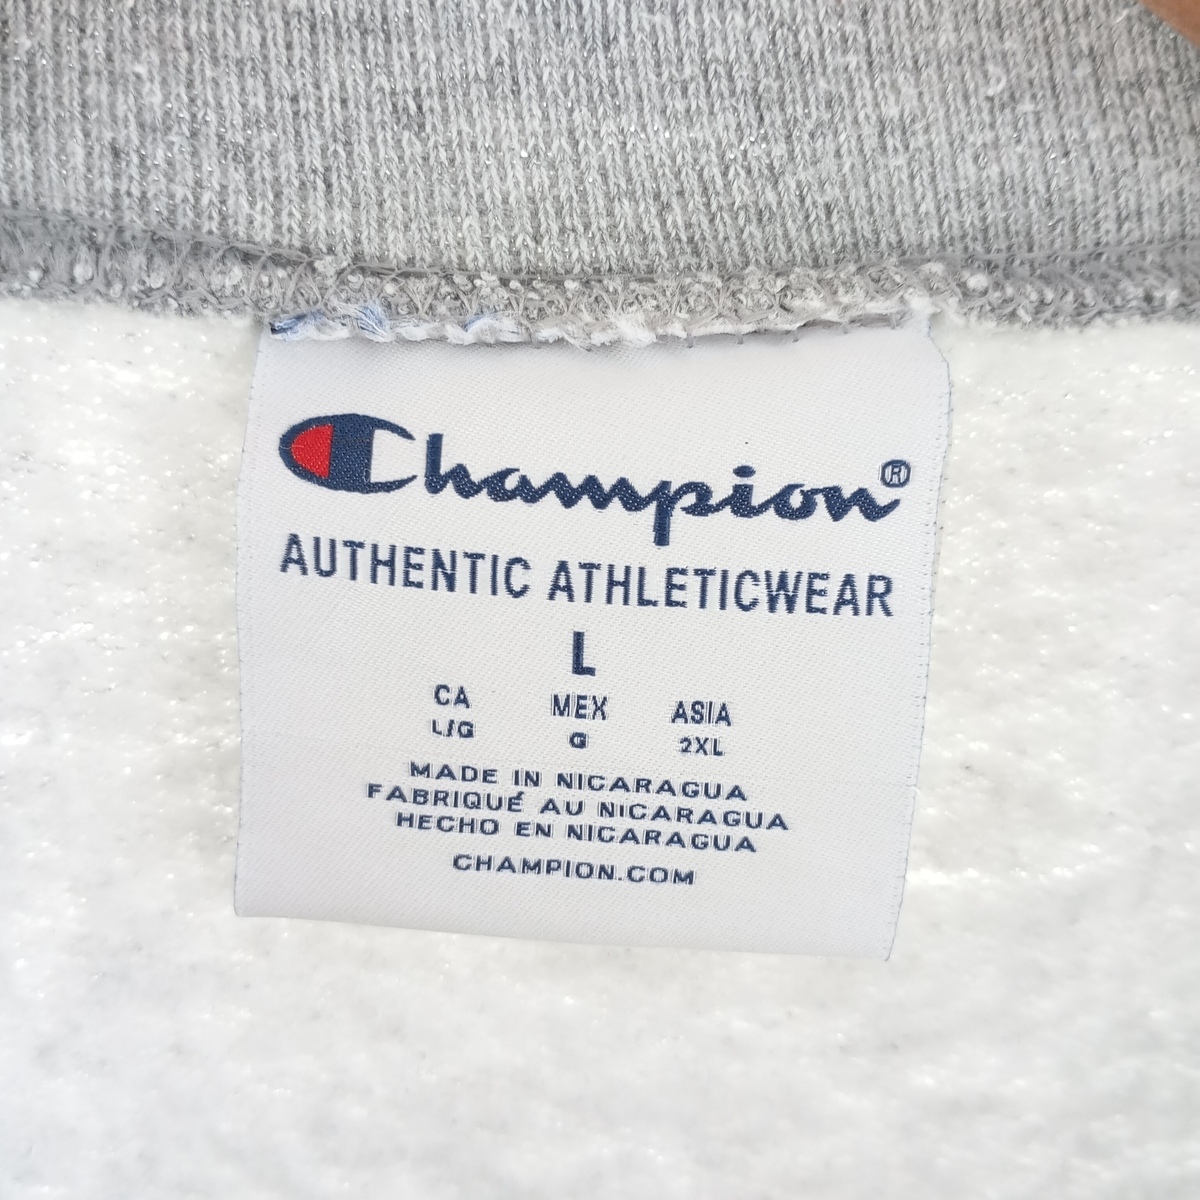 Champion®
AUTHENTIC ATHLETICWEAR
L
CA MEX ASIA
L/G G 2XL
MADE IN NICARAGUA
FABRIQUÉ AU NICARAGUA
HECHO EN NICARAGUA
CHAMPION.COM